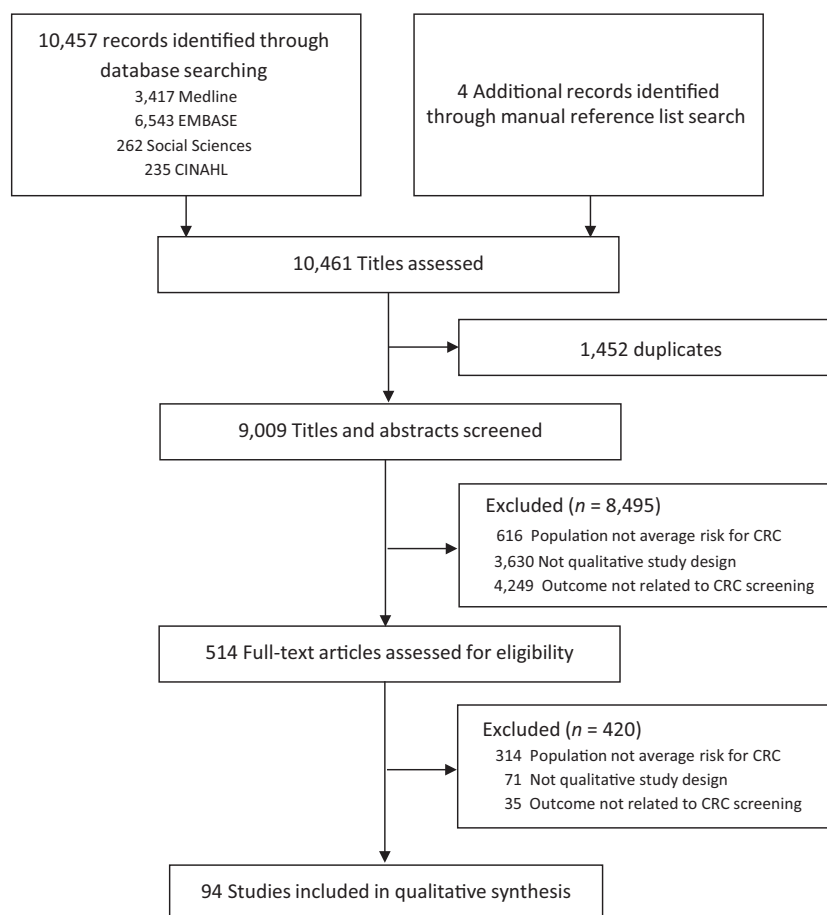 10,457 records identified through
database searching
3,417 Medline
6,543 EMBASE
262 Social Sciences
235 CINAHL
4 Additional records identified
through manual reference list search
10,461 Titles assessed
1,452 duplicates
9,009 Titles and abstracts screened
Excluded (n = 8,495)
616 Population not average risk for CRC
3,630 Not qualitative study design
4,249 Outcome not related to CRC screening
514 Full-text articles assessed for eligibility
Excluded (n = 420)
314 Population not average risk for CRC
71 Not qualitative study design
35 Outcome not related to CRC screening
94 Studies included in qualitative synthesis